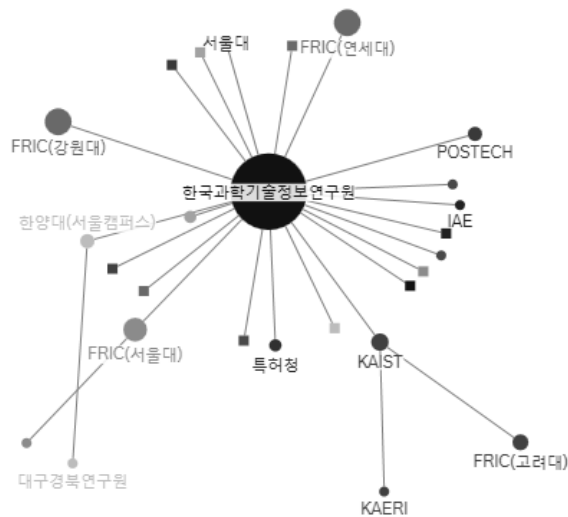 서울대
FRIC(연세대)
FRIC(강원대)
POSTECH
한국과학기술정보연구원
한양대(서울캠퍼스)
IAE
FRIC(서울대)
특허청
KAIST
FRIC(고려대)
대구경북연구원
KAERI